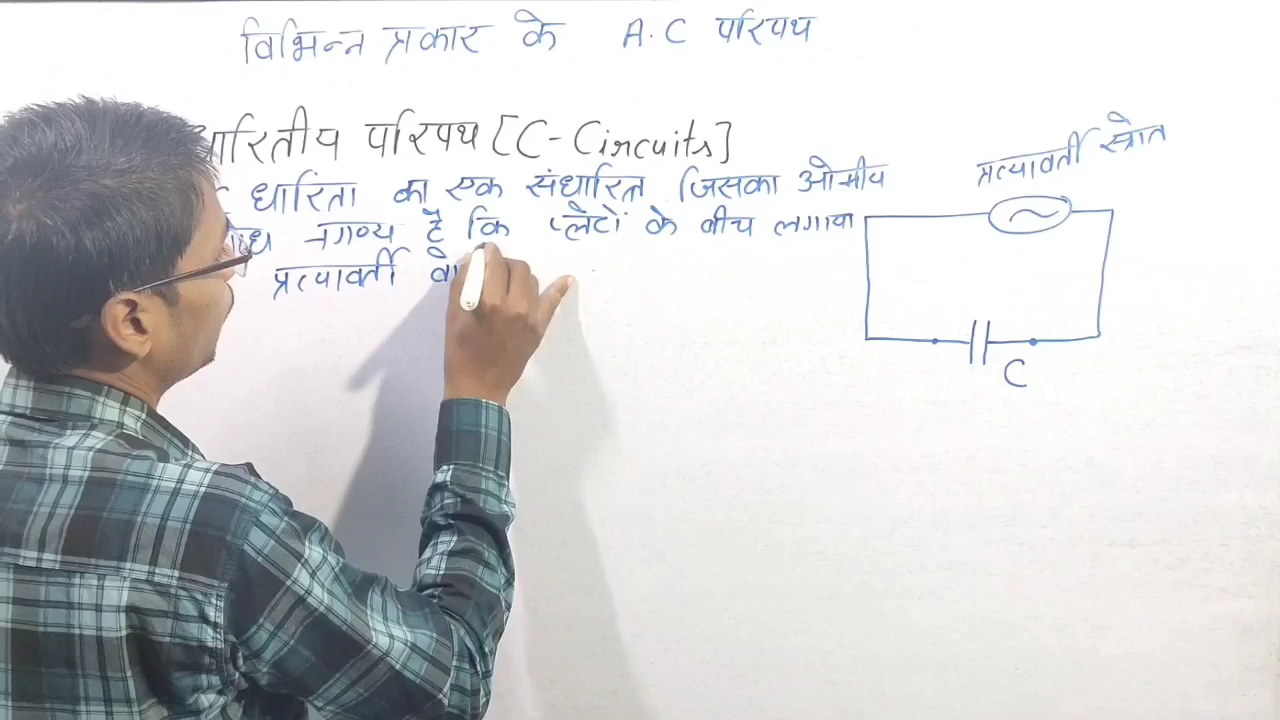 विभिन्न प्रकार के A.C परिपथ
धारितीय परिपथ [C-Circuits]
धारिता का एक संधारित्र जिसका ओमीय
नगण्य है कि प्लेटों के बीच लगाया
प्रत्यावर्ती
प्रत्यावर्ती स्त्रोत
C